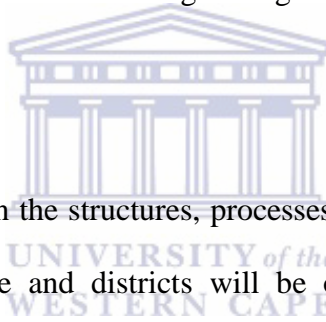 n the structures, processes
UNIVERSITY of the
e and districts will be
WESTERN CAPE